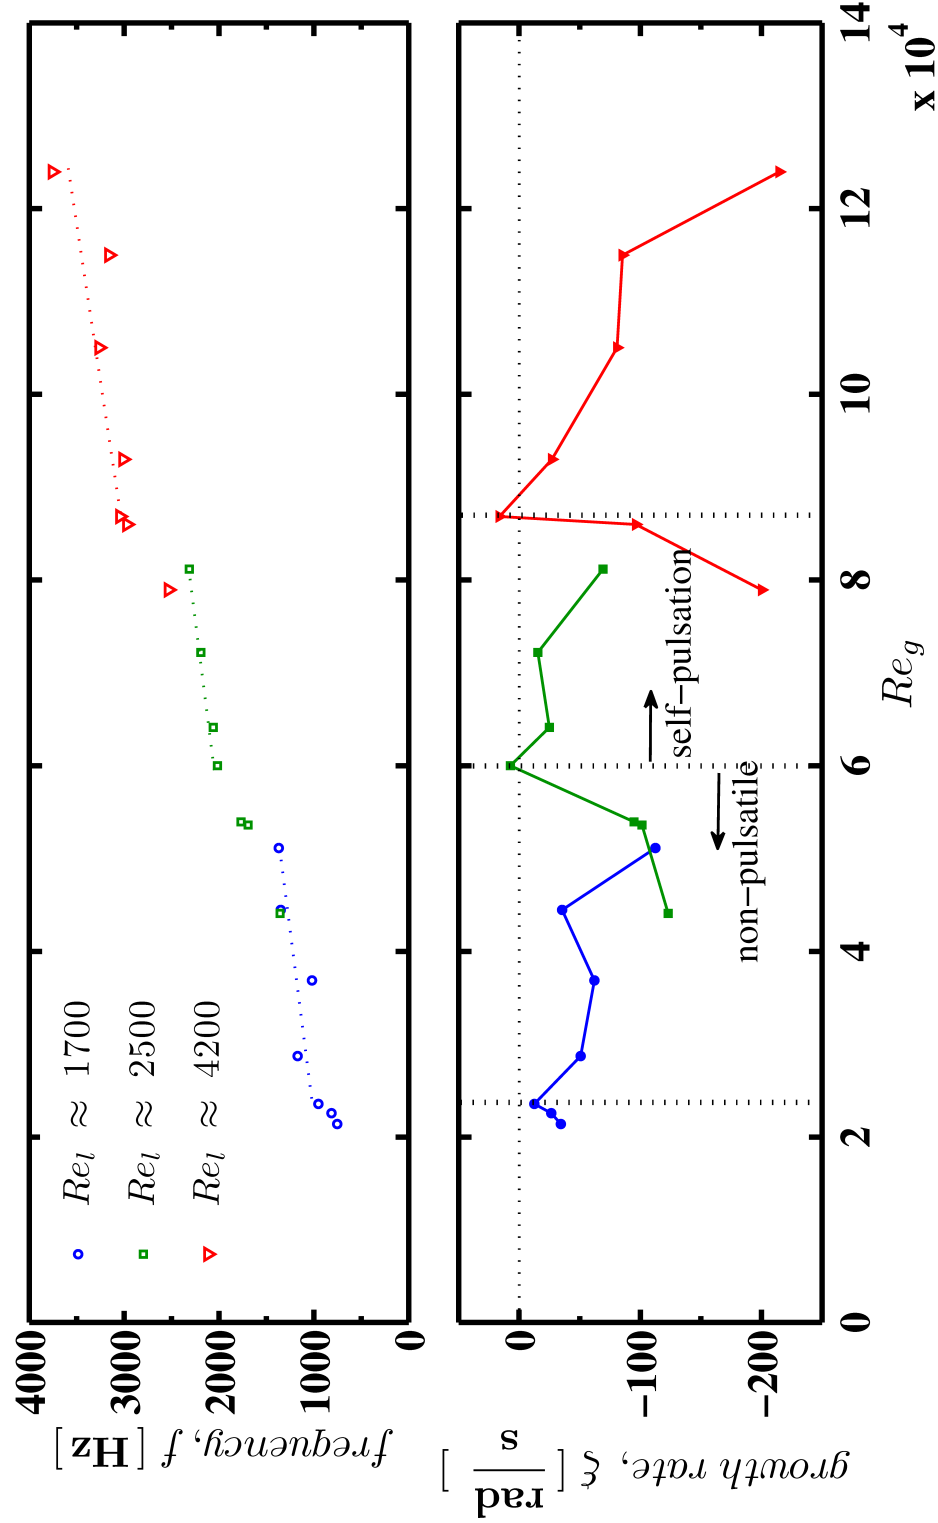 frequency, f [Hz]
4000
3000
2000
1000
0
Re_l ≈ 1700
Re_l ≈ 2500
Re_l ≈ 4200
growth rate, ξ [rad/s]
0
−100
−200
self−pulsation
non−pulsatile
0
2
4
6
8
10
12
14
x 10^4
Re_g